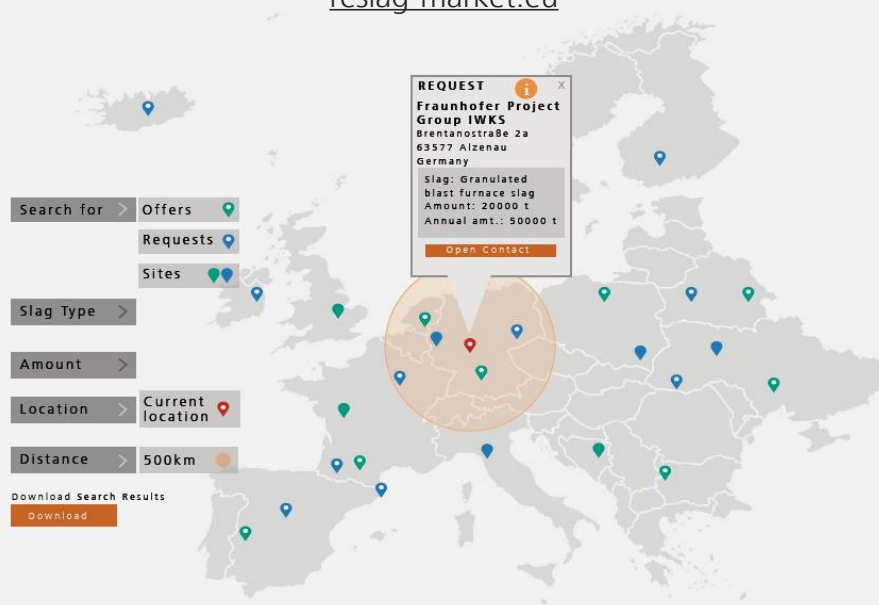 reslag-market.eu
REQUEST
i
X
Fraunhofer Project
Group IWKS
Brentanostraße 2a
63577 Alzenau
Germany
Slag: Granulated
blast furnace slag
Amount: 20000 t
Annual amt.: 50000 t
Open Contact
Search for >
Offers
Requests
Sites
Slag Type >
Amount >
Location >
Current
location
Distance >
500km
Download Search Results
Download